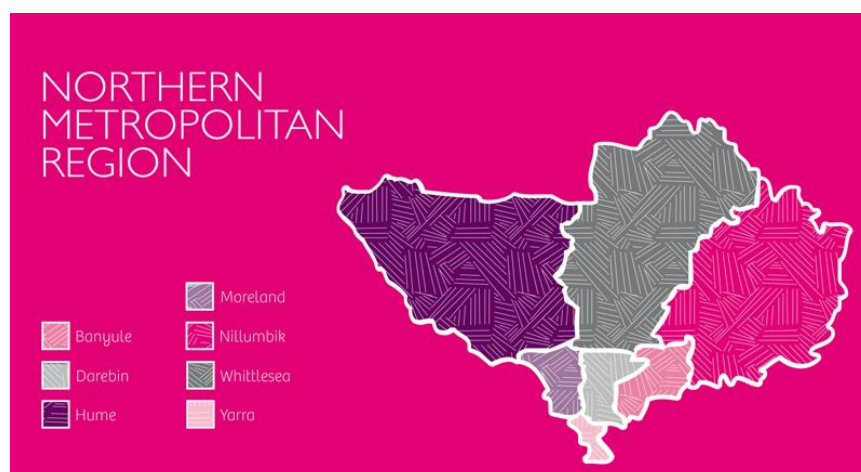 NORTHERN
METROPOLITAN
REGION
Moreland
Banyule
Nillumbik
Darebin
Whittlesea
Hume
Yarra